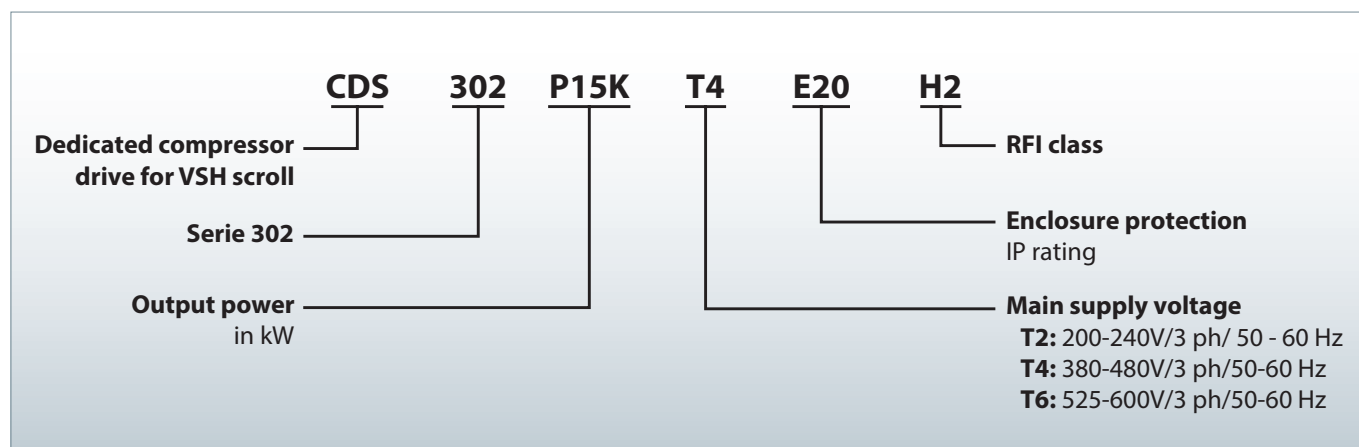 CDS 302 P15K T4 E20 H2
Dedicated compressor
drive for VSH scroll
Serie 302
Output power
in kW
RFI class
Enclosure protection
IP rating
Main supply voltage
T2: 200-240V/3 ph/ 50 - 60 Hz
T4: 380-480V/3 ph/50-60 Hz
T6: 525-600V/3 ph/50-60 Hz